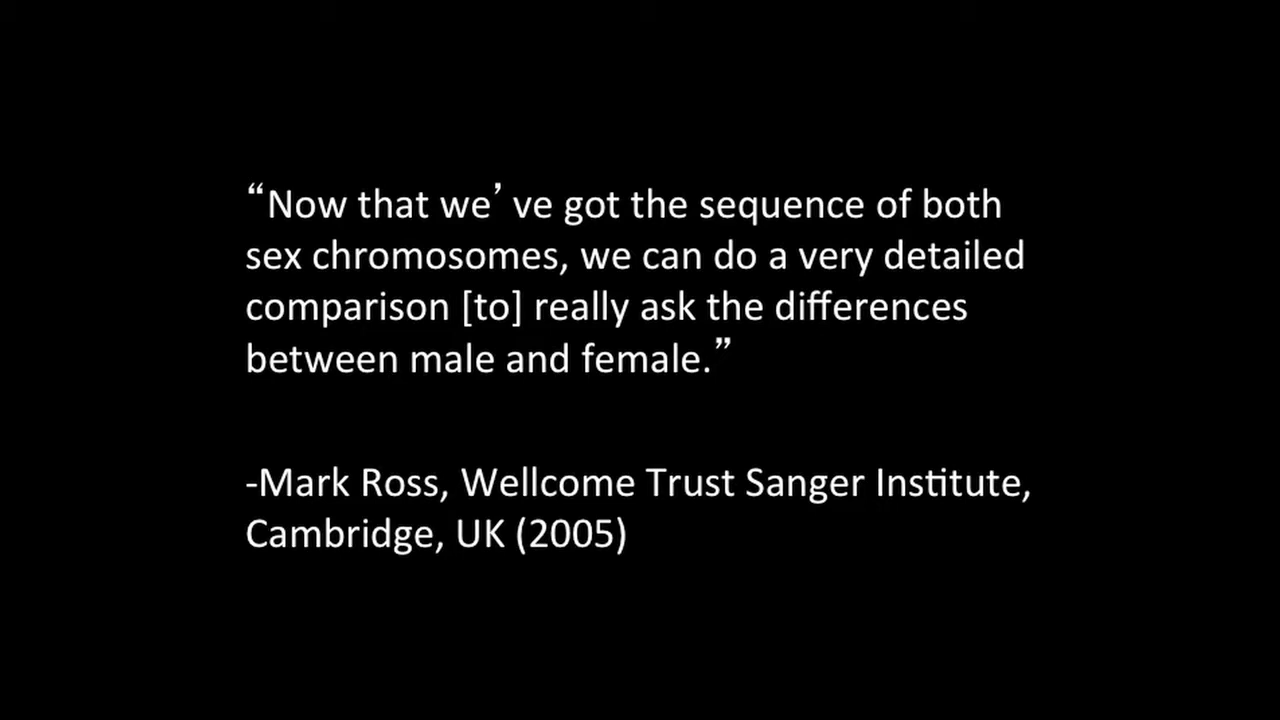 “Now that we’ve got the sequence of both
sex chromosomes, we can do a very detailed
comparison [to] really ask the differences
between male and female.”
-Mark Ross, Wellcome Trust Sanger Institute,
Cambridge, UK (2005)